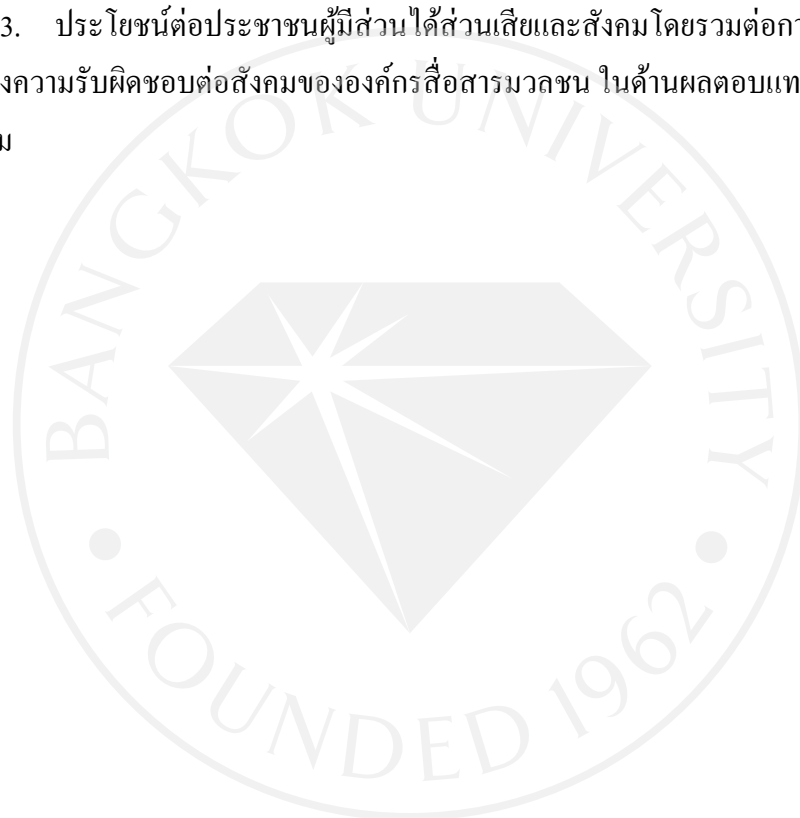 3. ประโยชน์ต่อประชาชนผู้มีส่วนได้ส่วนเสียและสังคมโดยรวมต่อกา
งความรับผิดชอบต่อสังคมขององค์กรสื่อสารมวลชน ในด้านผลตอบแท
ม
BANGKOK UNIVERSITY
FOUNDED 1962